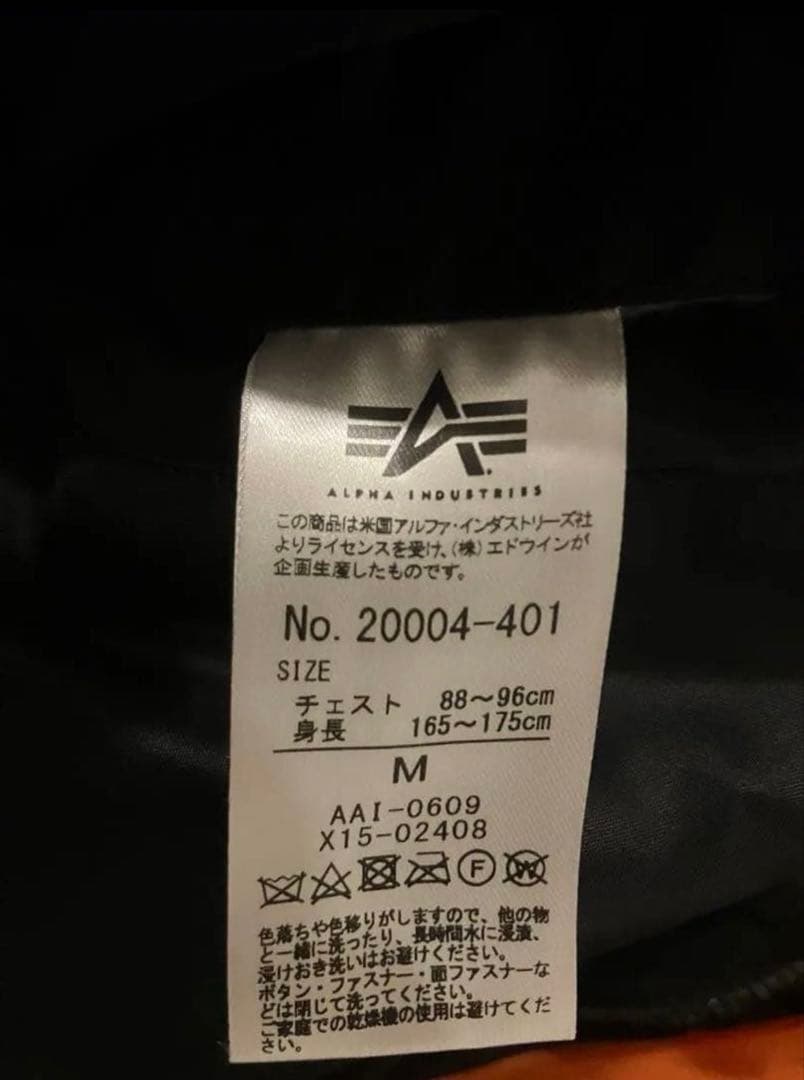 ALPHA INDUSTRIES
この商品は米国アルファ・インダストリーズ社
よりライセンスを受け、(株)エドウインが
企画生産したものです。
No. 20004-401
SIZE
チェスト 88〜96cm
身長 165〜175cm
M
AAI-0609
X15-02408
F W
色落ちや色移りがしますので、他の物
と一緒に洗ったり、長時間水に浸漬、
浸けおき洗いはお避けください。
ボタン・ファスナー・面ファスナーな
どは閉じて洗ってください。
ご家庭での乾燥機の使用は避けてくだ
さい。